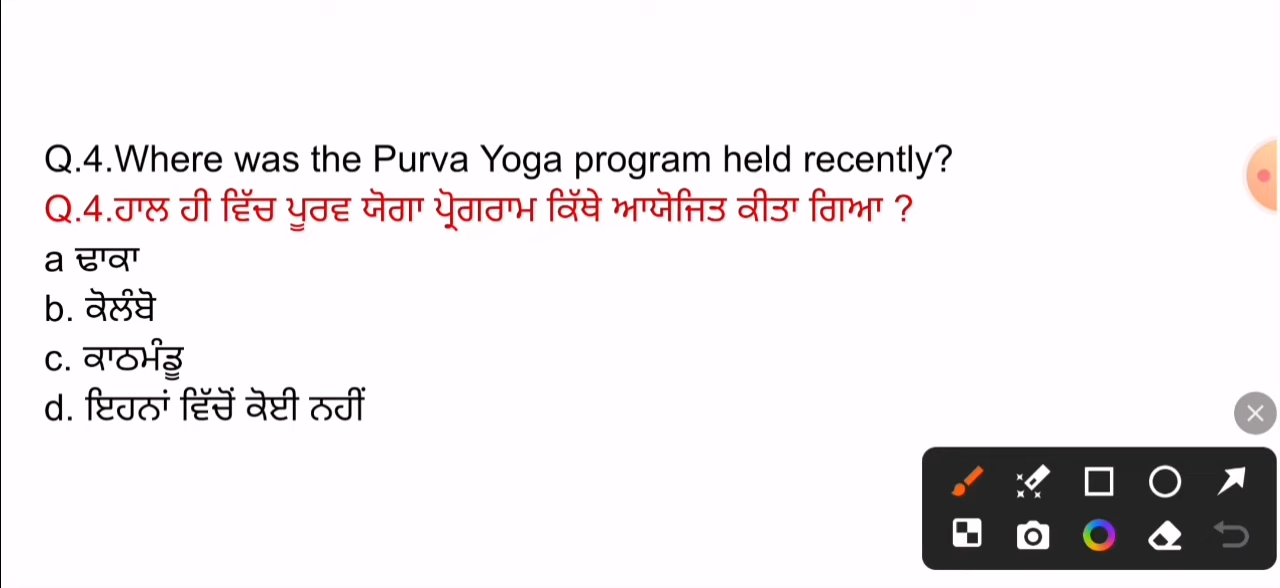 Q.4.Where was the Purva Yoga program held recently?
Q.4.ਹਾਲ ਹੀ ਵਿੱਚ ਪੂਰਵ ਯੋਗਾ ਪ੍ਰੋਗਰਾਮ ਕਿੱਥੇ ਆਯੋਜਿਤ ਕੀਤਾ ਗਿਆ ?
a ਢਾਕਾ
b. ਕੋਲੰਬੋ
c. ਕਾਠਮੰਡੂ
d. ਇਹਨਾਂ ਵਿੱਚੋਂ ਕੋਈ ਨਹੀਂ